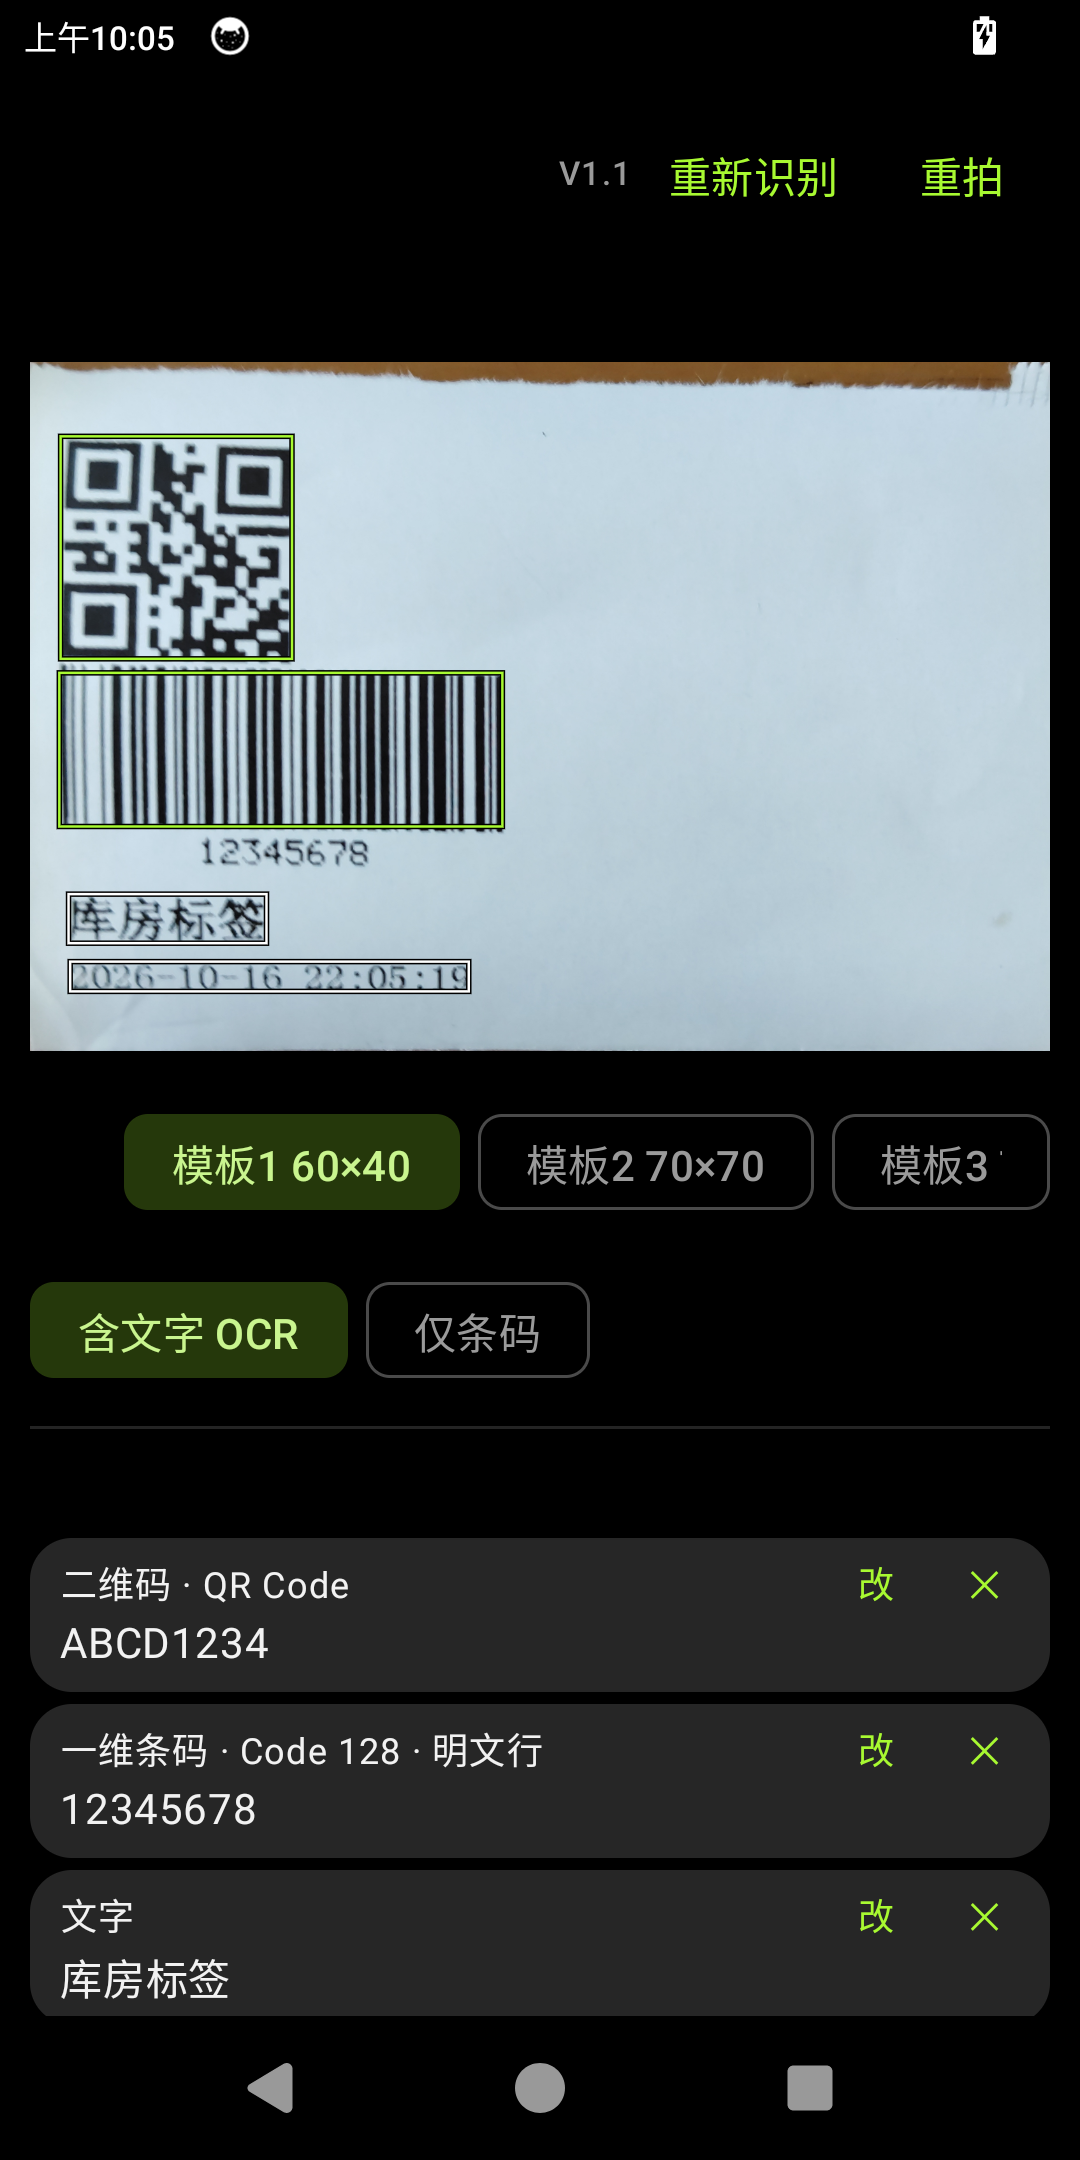 上午10:05
V1.1 重新识别 重拍
12345678
库房标签
2026-10-16 22:05:19
模板1 60×40 模板2 70×70 模板3
含文字 OCR 仅条码
二维码 · QR Code 改 ×
ABCD1234
一维条码 · Code 128 · 明文行 改 ×
12345678
文字 改 ×
库房标签